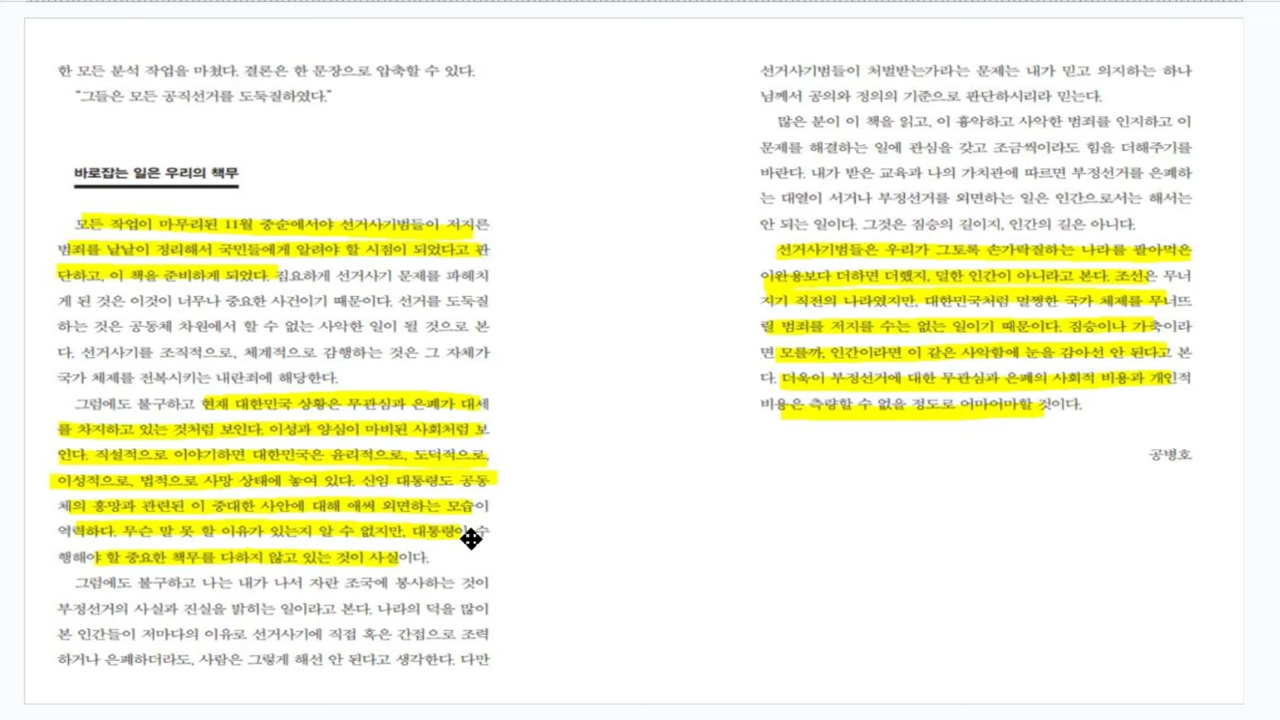 한 모든 분석 작업을 마쳤다. 결론은 한 문장으로 압축할 수 있다.
“그들은 모든 공직선거를 도둑질하였다.”
바로잡는 일은 우리의 책무
모든 작업이 마무리된 11월 중순에서야 선거사기범들이 저지른
범죄를 낱낱이 정리해서 국민들에게 알려야 할 시점이 되었다고 판
단하고, 이 책을 준비하게 되었다. 집요하게 선거사기 문제를 파헤치
게 된 것은 이것이 너무나 중요한 사건이기 때문이다. 선거를 도둑질
하는 것은 공동체 차원에서 할 수 없는 사악한 일이 될 것으로 본
다. 선거사기를 조직적으로, 체계적으로 감행하는 것은 그 자체가
국가 체제를 전복시키는 내란죄에 해당한다.
그럼에도 불구하고 현재 대한민국 상황은 무관심과 은폐가 대세
를 차지하고 있는 것처럼 보인다. 이성과 양심이 마비된 사회처럼 보
인다. 직설적으로 이야기하면 대한민국은 윤리적으로, 도덕적으로,
이성적으로, 법적으로 사망 상태에 놓여 있다. 신임 대통령도 공동
체의 흥망과 관련된 이 중대한 사안에 대해 애써 외면하는 모습이
역력하다. 무슨 말 못 할 이유가 있는지 알 수 없지만, 대통령이 수
행해야 할 중요한 책무를 다하지 않고 있는 것이 사실이다.
그럼에도 불구하고 나는 내가 나서 자란 조국에 봉사하는 것이
부정선거의 사실과 진실을 밝히는 일이라고 본다. 나라의 덕을 많이
본 인간들이 저마다의 이유로 선거사기에 직접 혹은 간접으로 조력
하거나 은폐하더라도, 사람은 그렇게 해선 안 된다고 생각한다. 다만
선거사기범들이 처벌받는가라는 문제는 내가 믿고 의지하는 하나
님께서 공의와 정의의 기준으로 판단하시리라 믿는다.
많은 분이 이 책을 읽고, 이 흉악하고 사악한 범죄를 인지하고 이
문제를 해결하는 일에 관심을 갖고 조금씩이라도 힘을 더해주기를
바란다. 내가 받은 교육과 나의 가치관에 따르면 부정선거를 은폐하
는 대열이 서거나 부정선거를 외면하는 일은 인간으로서는 해서는
안 되는 일이다. 그것은 짐승의 길이지, 인간의 길은 아니다.
선거사기범들은 우리가 그토록 손가락질하는 나라를 팔아먹은
이완용보다 더하면 더했지, 덜한 인간이 아니라고 본다. 조선은 무너
지기 직전의 나라였지만, 대한민국처럼 멀쩡한 국가 체제를 무너뜨
릴 범죄를 저지를 수는 없는 일이기 때문이다. 짐승이나 가축이라
면 모를까, 인간이라면 이 같은 사악함에 눈을 감아선 안 된다고 본
다. 더욱이 부정선거에 대한 무관심과 은폐의 사회적 비용과 개인적
비용은 측량할 수 없을 정도로 어마어마할 것이다.
공병호